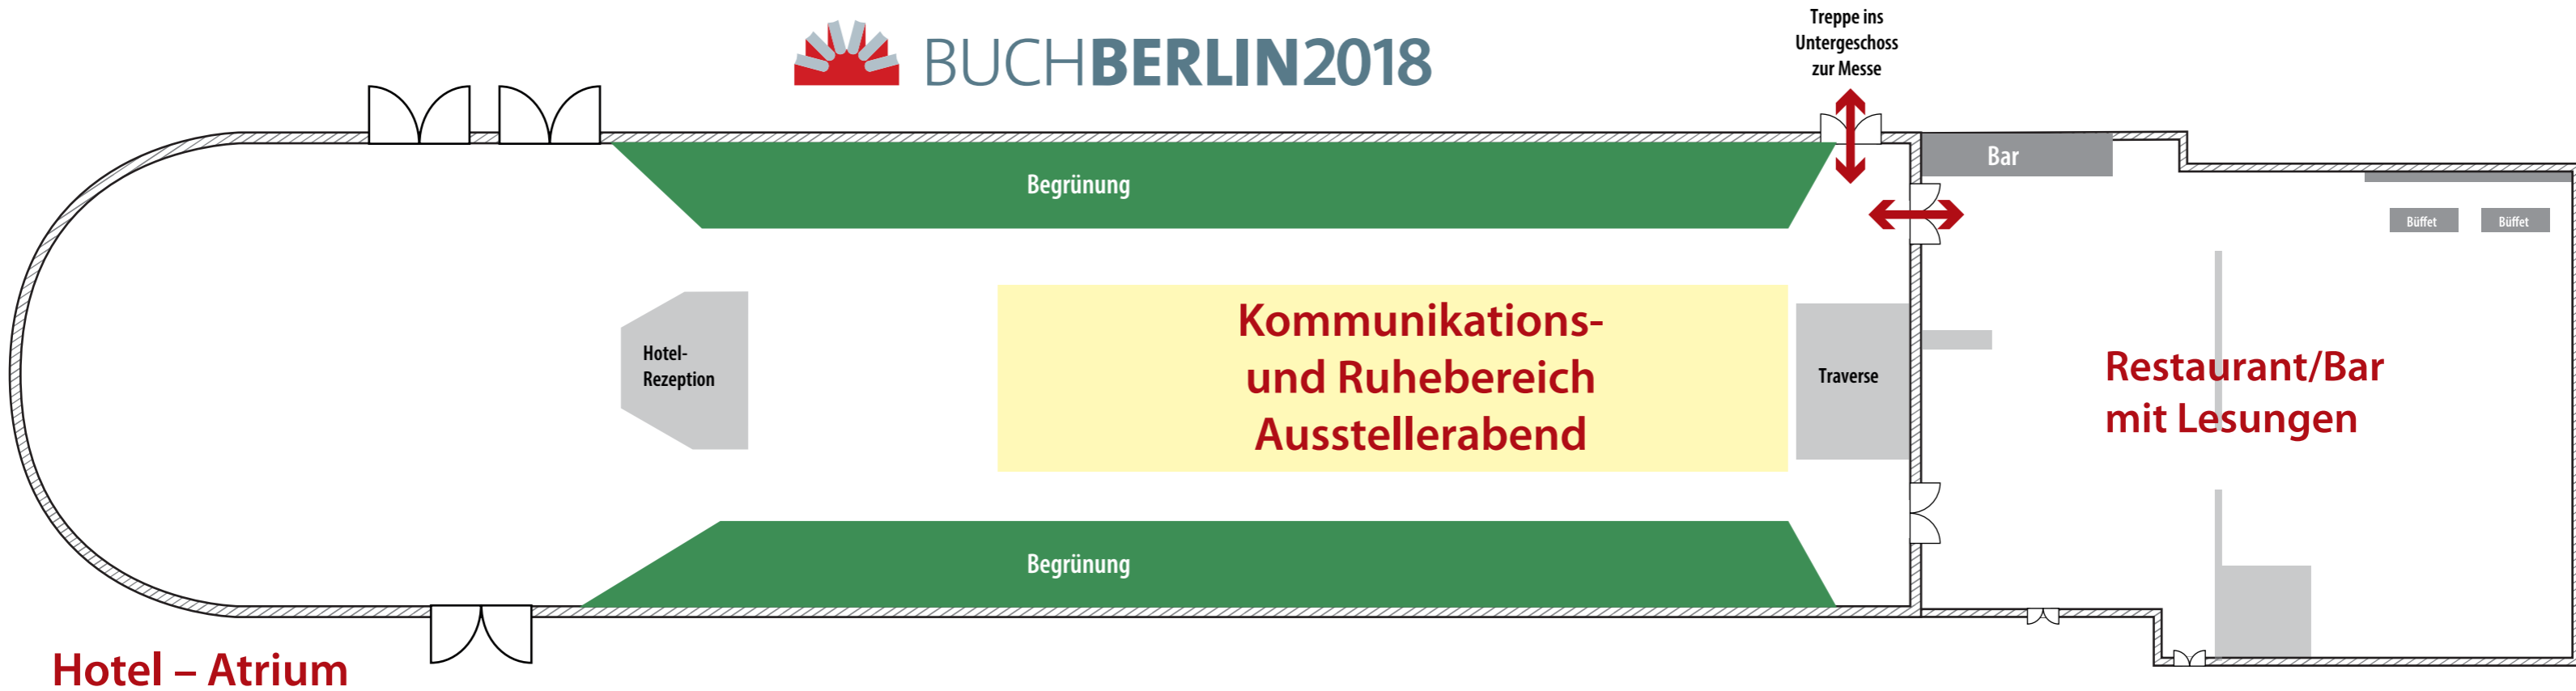 BUCHBERLIN2018
Treppe ins
Untergeschoss
zur Messe
Begrünung
Bar
Büffet
Büffet
Hotel-
Rezeption
Kommunikations-
und Ruhebereich
Ausstellerabend
Traverse
Restaurant/Bar
mit Lesungen
Begrünung
Hotel – Atrium